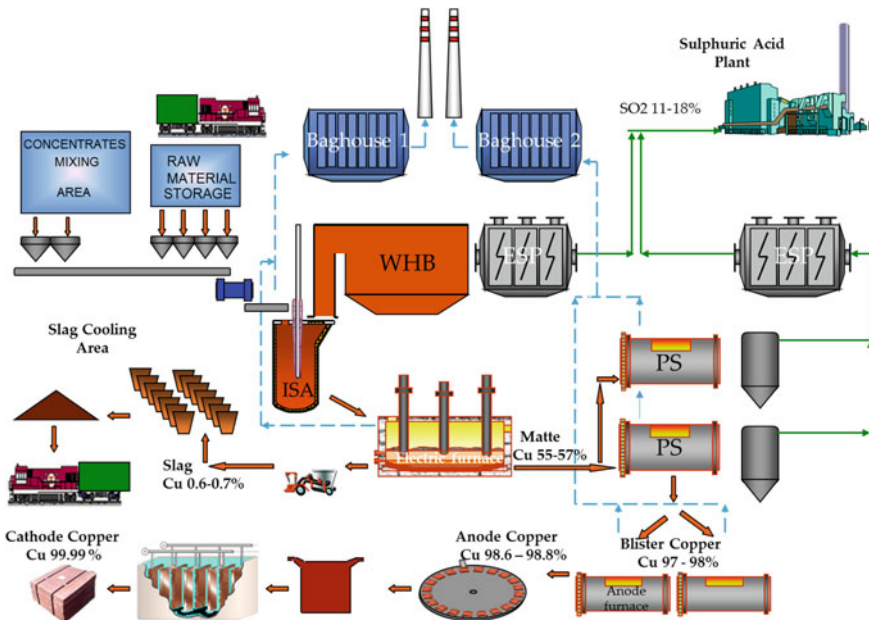 Sulphuric Acid
Plant
SO2 11-18%
CONCENTRATES
MIXING
AREA
RAW
MATERIAL
STORAGE
Baghouse 1
Baghouse 2
WHB
ESP
ESP
Slag Cooling
Area
ISA
PS
PS
Electric furnace
Matte
Cu 55-57%
Slag
Cu 0.6-0.7%
Cathode Copper
Cu 99.99 %
Anode Copper
Cu 98.6 – 98.8%
Blister Copper
Cu 97 - 98%
Anode
furnace